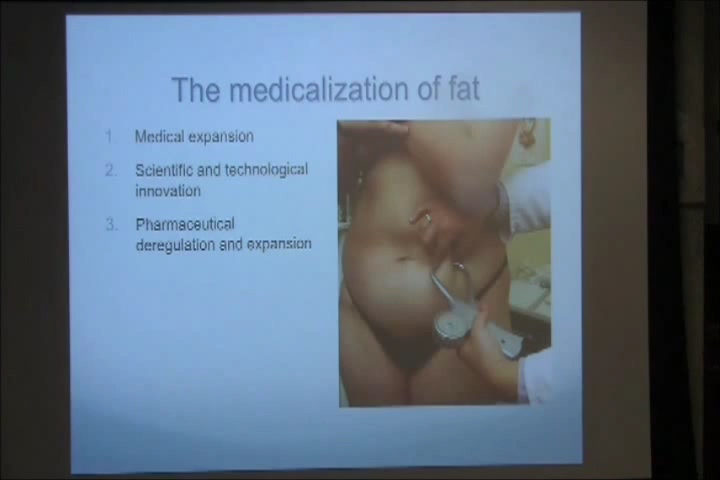 The medicalization of fat
1. Medical expansion
2. Scientific and technological
innovation
3. Pharmaceutical
deregulation and expansion